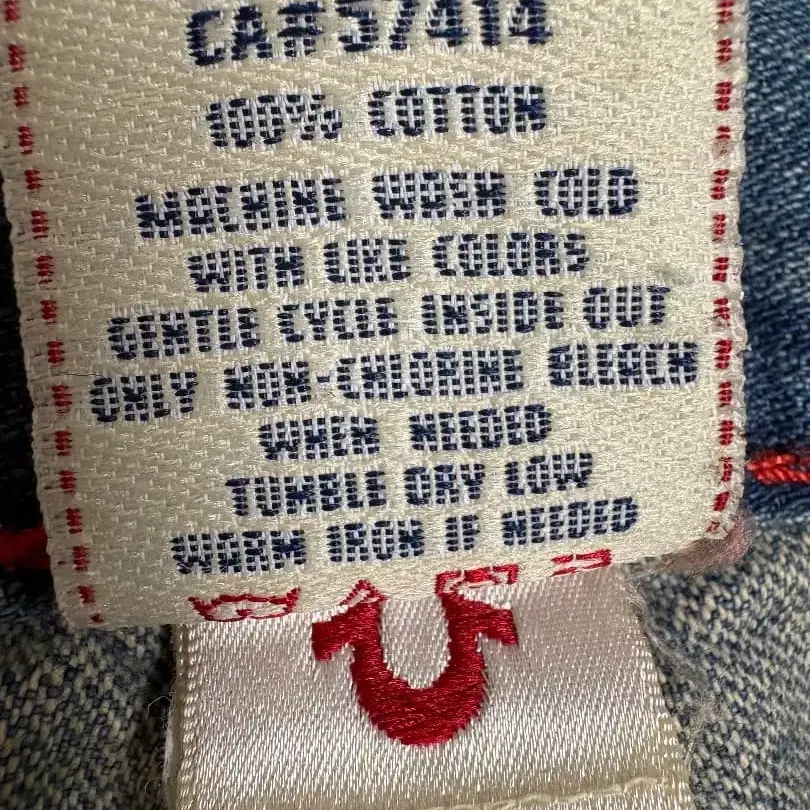 CA#57414
100% COTTON
MACHINE WASH COLD
WITH LIKE COLORS
GENTLE CYCLE INSIDE OUT
ONLY NON-CHLORINE BLEACH
WHEN NEEDED
TUMBLE DRY LOW
WARM IRON IF NEEDED